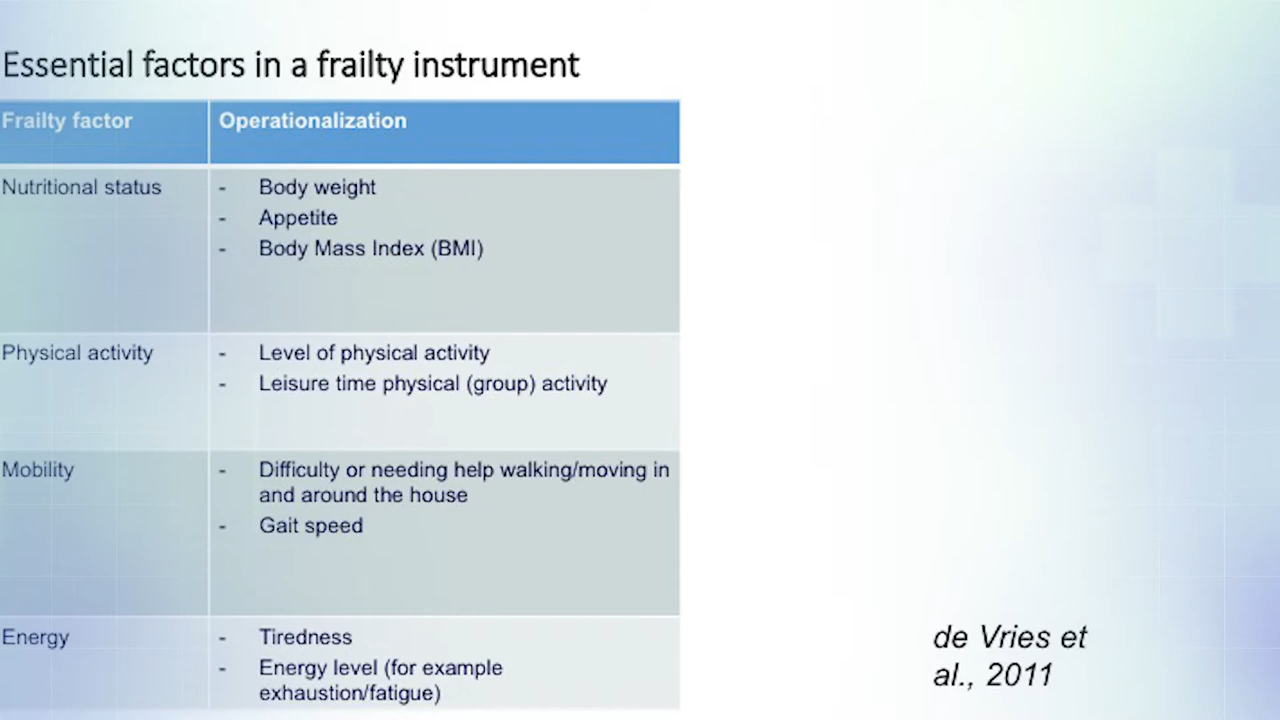 Essential factors in a frailty instrument
Frailty factor Operationalization
Nutritional status - Body weight
- Appetite
- Body Mass Index (BMI)
Physical activity - Level of physical activity
- Leisure time physical (group) activity
Mobility - Difficulty or needing help walking/moving in
and around the house
- Gait speed
Energy - Tiredness
- Energy level (for example
exhaustion/fatigue)
de Vries et
al., 2011